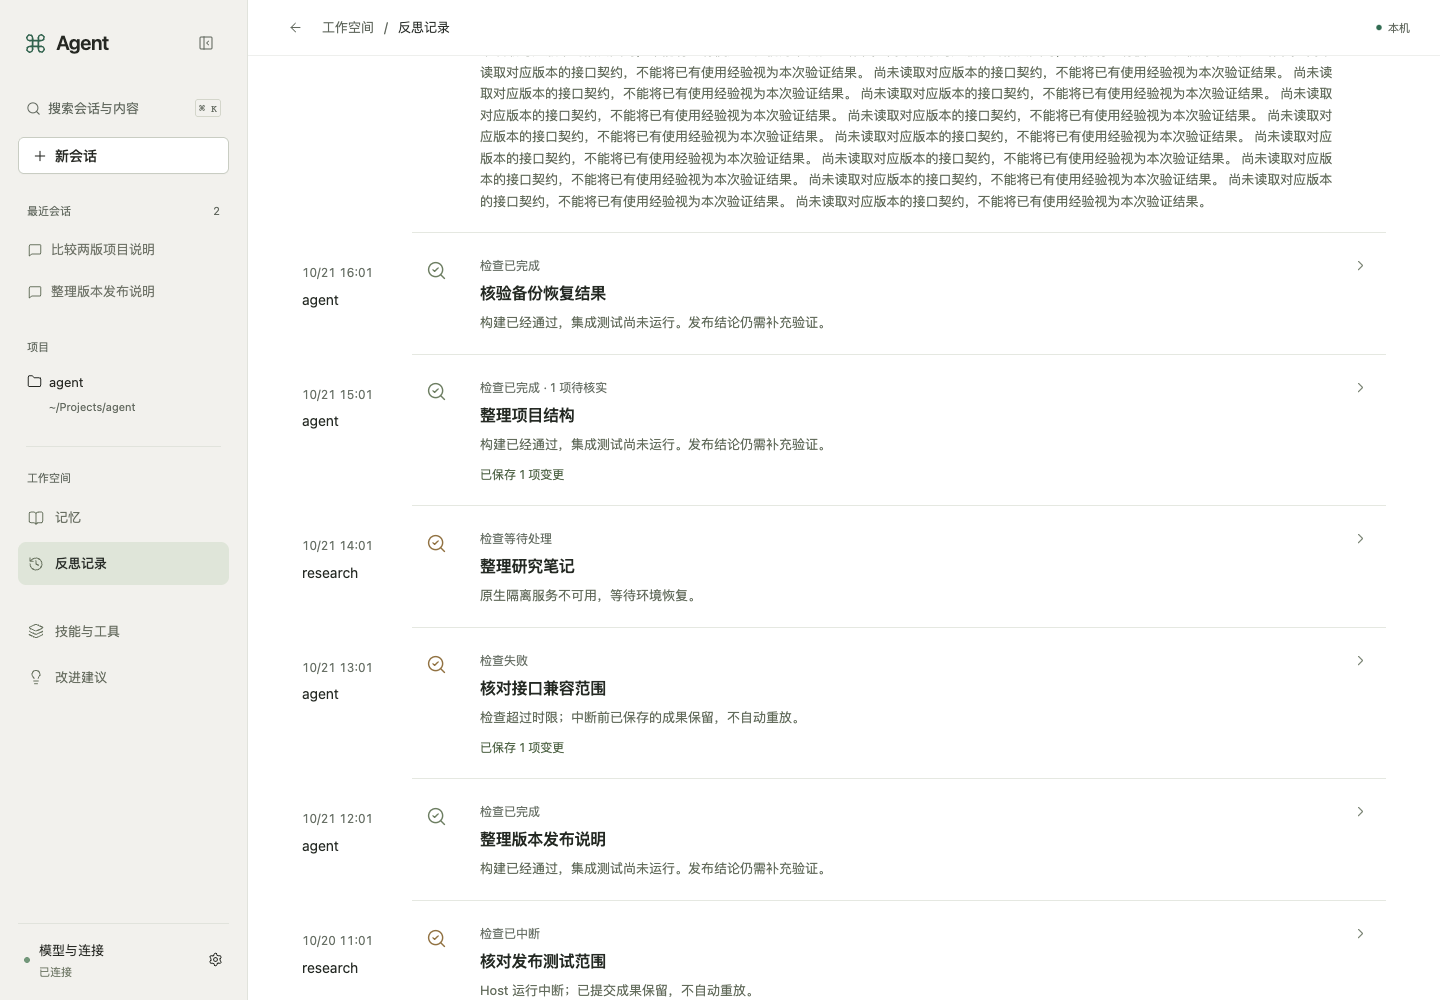 Agent
搜索会话与内容
⌘ K
新会话
最近会话 2
比较两版项目说明
整理版本发布说明
项目
agent
~/Projects/agent
工作空间
记忆
反思记录
技能与工具
改进建议
模型与连接
已连接
工作空间 / 反思记录
本机
读取对应版本的接口契约，不能将已有使用经验视为本次验证结果。 尚未读取对应版本的接口契约，不能将已有使用经验视为本次验证结果。 尚未读
取对应版本的接口契约，不能将已有使用经验视为本次验证结果。 尚未读取对应版本的接口契约，不能将已有使用经验视为本次验证结果。 尚未读取
对应版本的接口契约，不能将已有使用经验视为本次验证结果。 尚未读取对应版本的接口契约，不能将已有使用经验视为本次验证结果。 尚未读取对
应版本的接口契约，不能将已有使用经验视为本次验证结果。 尚未读取对应版本的接口契约，不能将已有使用经验视为本次验证结果。 尚未读取对应
版本的接口契约，不能将已有使用经验视为本次验证结果。 尚未读取对应版本的接口契约，不能将已有使用经验视为本次验证结果。 尚未读取对应版
本的接口契约，不能将已有使用经验视为本次验证结果。 尚未读取对应版本的接口契约，不能将已有使用经验视为本次验证结果。 尚未读取对应版本
的接口契约，不能将已有使用经验视为本次验证结果。 尚未读取对应版本的接口契约，不能将已有使用经验视为本次验证结果。
10/21 16:01
agent
检查已完成
核验备份恢复结果
构建已经通过，集成测试尚未运行。发布结论仍需补充验证。
10/21 15:01
agent
检查已完成 · 1 项待核实
整理项目结构
构建已经通过，集成测试尚未运行。发布结论仍需补充验证。
已保存 1 项变更
10/21 14:01
research
检查等待处理
整理研究笔记
原生隔离服务不可用，等待环境恢复。
10/21 13:01
agent
检查失败
核对接口兼容范围
检查超过时限；中断前已保存的成果保留，不自动重放。
已保存 1 项变更
10/21 12:01
agent
检查已完成
整理版本发布说明
构建已经通过，集成测试尚未运行。发布结论仍需补充验证。
10/20 11:01
research
检查已中断
核对发布测试范围
Host 运行中断；已提交成果保留，不自动重放。